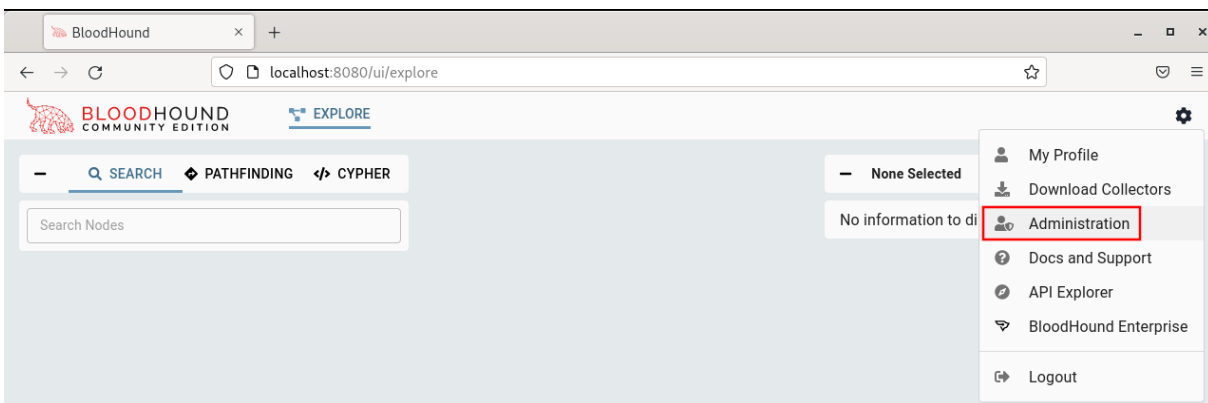 BloodHound
localhost:8080/ui/explore
BLOODHOUND
COMMUNITY EDITION
EXPLORE
SEARCH PATHFINDING </> CYPHER
Search Nodes
None Selected
No information to di
My Profile
Download Collectors
Administration
Docs and Support
API Explorer
BloodHound Enterprise
Logout